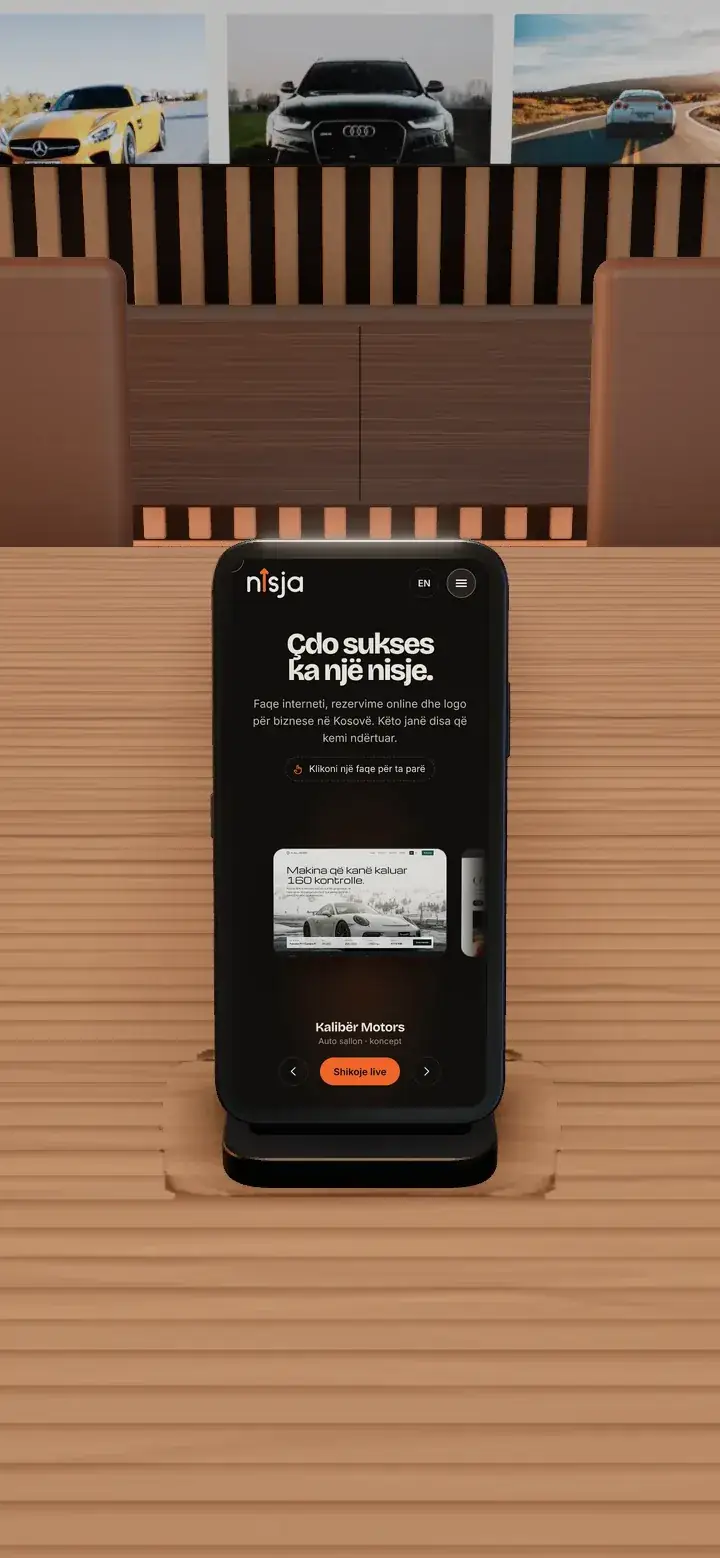 nisja
EN
Çdo sukses
ka një nisje.
Faqe interneti, rezervime online dhe logo
për biznese në Kosovë. Këto janë disa që
kemi ndërtuar.
Klikoni një faqe për ta parë
Makina që kanë kaluar
160 kontrolle.
Kalibër Motors
Auto sallon · koncept
Shikoje live